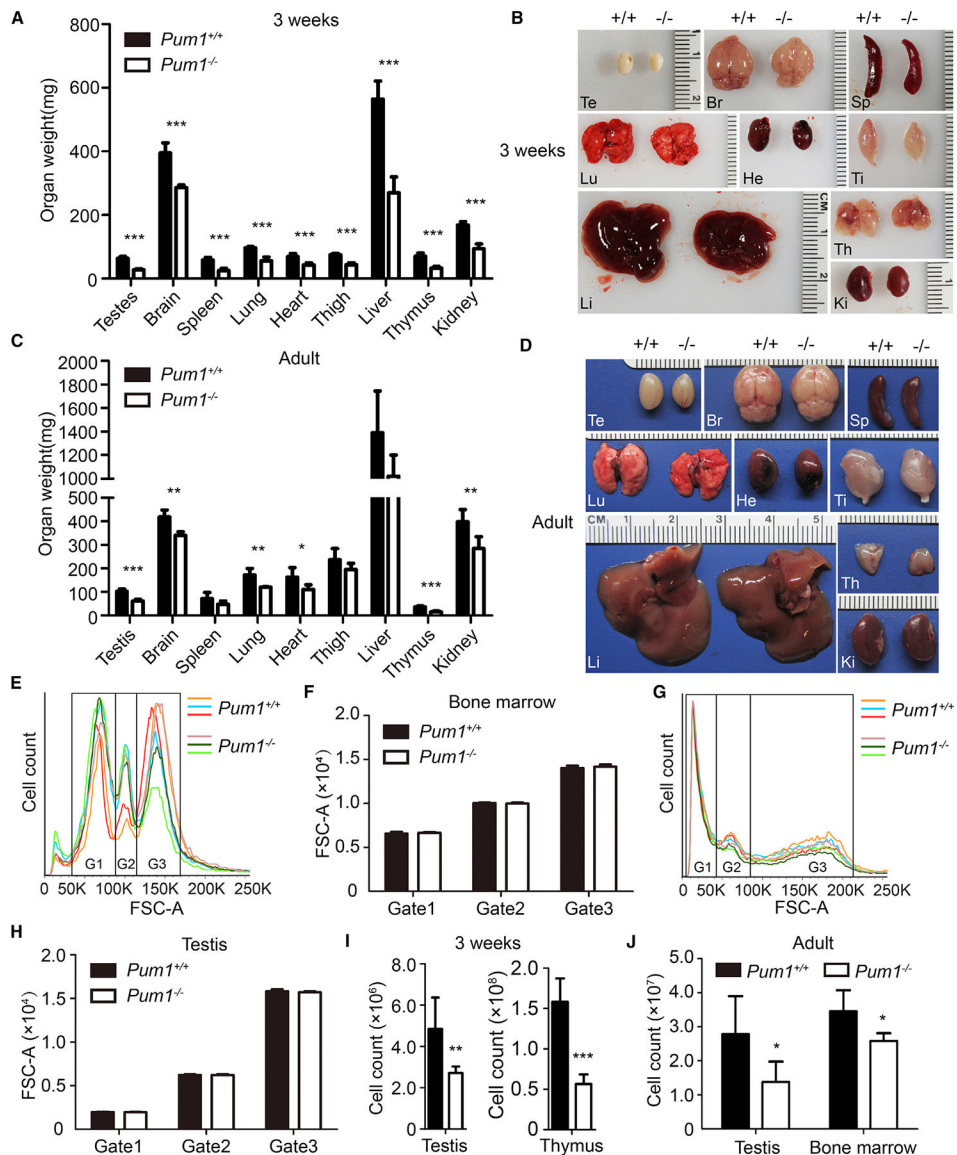 A
3 weeks
Pum1+/+
Pum1-/-
Organ weight(mg)
800
600
400
200
0
***
***
***
***
***
***
***
***
***
Testes
Brain
Spleen
Lung
Heart
Thigh
Liver
Thymus
Kidney
B
+/+ -/- +/+ -/- +/+ -/-
3 weeks
Te
1
2
Br
Sp
Lu
He
Ti
Li
CM
1
2
Th
Ki
1
C
Adult
Pum1+/+
Pum1-/-
Organ weight(mg)
2000
1800
1600
1400
1200
1000
500
400
300
200
100
0
***
**
**
*
***
**
Testis
Brain
Spleen
Lung
Heart
Thigh
Liver
Thymus
Kidney
D
+/+ -/- +/+ -/- +/+ -/-
Adult
Te
Br
Sp
Lu
He
Ti
CM 1 2 3 4 5
Li
Th
Ki
E
Pum1+/+
Pum1-/-
Cell count
G1 G2 G3
0 50K 100K 150K 200K 250K
FSC-A
F
Bone marrow
Pum1+/+
Pum1-/-
FSC-A (×10⁴)
2.0
1.5
1.0
0.5
0
Gate1 Gate2 Gate3
G
Pum1+/+
Pum1-/-
Cell count
G1 G2 G3
0 50K 100K 150K 200K 250K
FSC-A
H
Testis
Pum1+/+
Pum1-/-
FSC-A (×10⁴)
2.0
1.5
1.0
0.5
0
Gate1 Gate2 Gate3
I
3 weeks
Cell count (×10⁶)
8.0
6.0
4.0
2.0
0
**
Testis
Cell count (×10⁸)
2.0
1.5
1.0
0.5
0
***
Thymus
J
Adult
Pum1+/+
Pum1-/-
Cell count (×10⁷)
5.0
4.0
3.0
2.0
1.0
0
*
*
Testis
Bone marrow